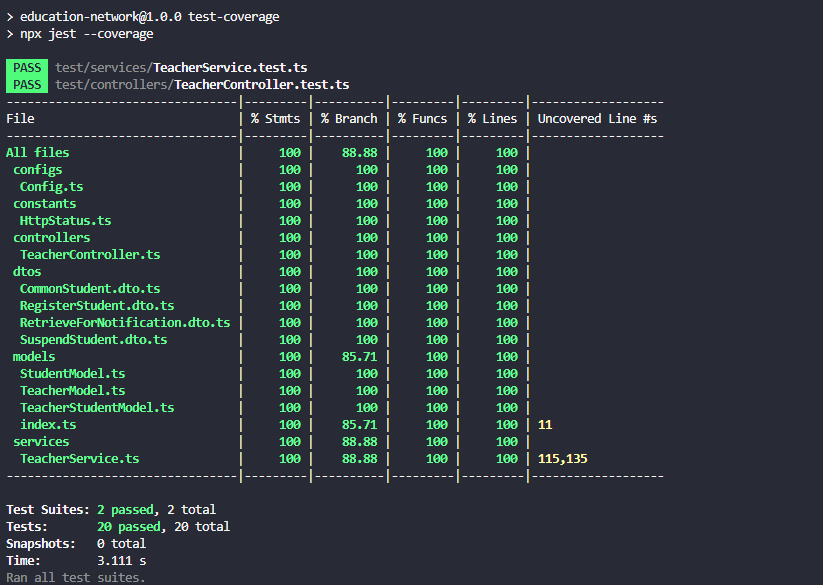 > education-network@1.0.0 test-coverage
> npx jest --coverage
PASS test/services/TeacherService.test.ts
PASS test/controllers/TeacherController.test.ts
--------------------------------|---------|----------|---------|---------|-------------------
File                            | % Stmts | % Branch | % Funcs | % Lines | Uncovered Line #s
--------------------------------|---------|----------|---------|---------|-------------------
All files                       |     100 |    88.88 |     100 |     100 |
 configs                        |     100 |      100 |     100 |     100 |
  Config.ts                     |     100 |      100 |     100 |     100 |
 constants                      |     100 |      100 |     100 |     100 |
  HttpStatus.ts                 |     100 |      100 |     100 |     100 |
 controllers                    |     100 |      100 |     100 |     100 |
  TeacherController.ts          |     100 |      100 |     100 |     100 |
 dtos                           |     100 |      100 |     100 |     100 |
  CommonStudent.dto.ts          |     100 |      100 |     100 |     100 |
  RegisterStudent.dto.ts        |     100 |      100 |     100 |     100 |
  RetrieveForNotification.dto.ts |     100 |      100 |     100 |     100 |
  SuspendStudent.dto.ts         |     100 |      100 |     100 |     100 |
 models                         |     100 |    85.71 |     100 |     100 |
  StudentModel.ts               |     100 |      100 |     100 |     100 |
  TeacherModel.ts               |     100 |      100 |     100 |     100 |
  TeacherStudentModel.ts        |     100 |      100 |     100 |     100 |
  index.ts                      |     100 |    85.71 |     100 |     100 | 11
 services                       |     100 |    88.88 |     100 |     100 |
  TeacherService.ts             |     100 |    88.88 |     100 |     100 | 115,135
--------------------------------|---------|----------|---------|---------|-------------------
Test Suites: 2 passed, 2 total
Tests:       20 passed, 20 total
Snapshots:   0 total
Time:        3.111 s
Ran all test suites.